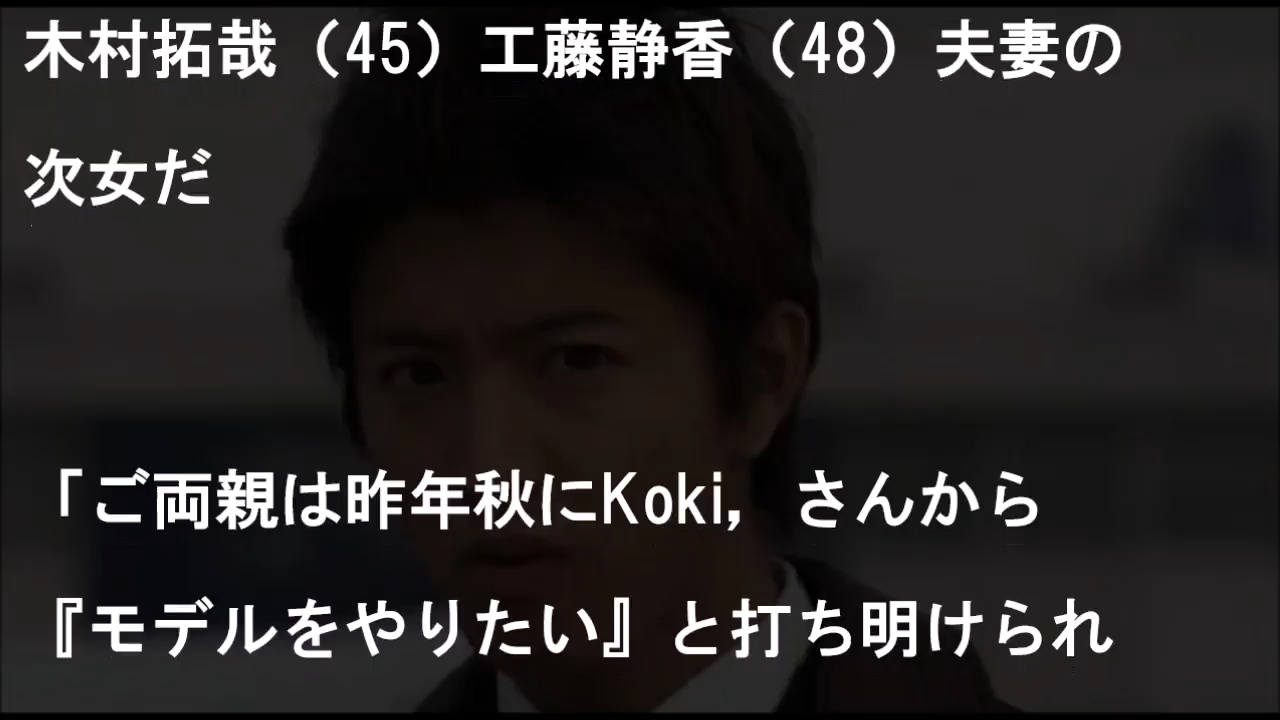 木村拓哉（45）工藤静香（48）夫妻の
次女だ
「ご両親は昨年秋にKoki, さんから
『モデルをやりたい』と打ち明けられ